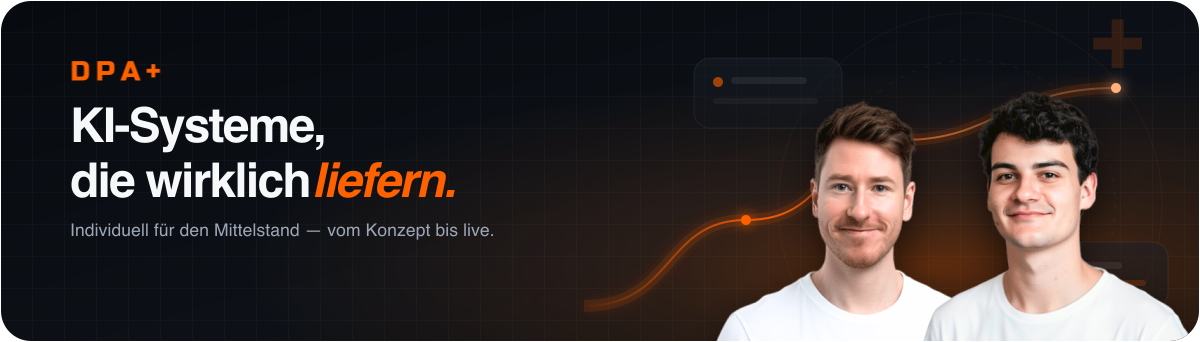 DPA+
KI-Systeme,
die wirklich liefern.
Individuell für den Mittelstand — vom Konzept bis live.